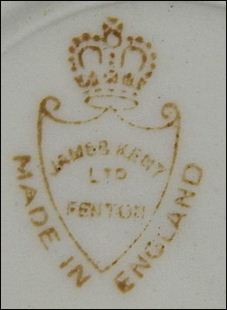 JAMES KENT
LTD
FENTON
MADE IN ENGLAND